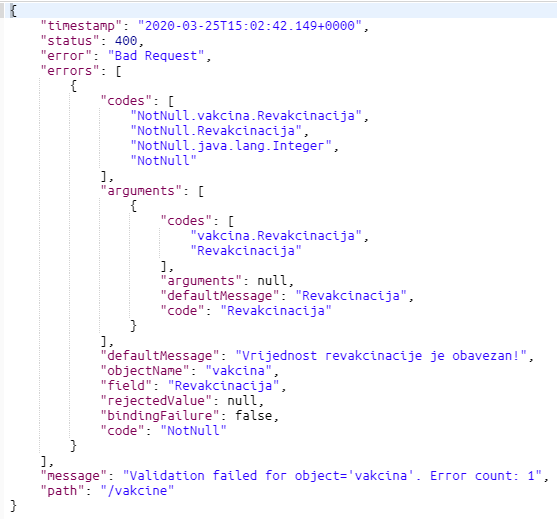 {
"timestamp": "2020-03-25T15:02:42.149+0000",
"status": 400,
"error": "Bad Request",
"errors": [
{
"codes": [
"NotNull.vakcina.Revakcinacija",
"NotNull.Revakcinacija",
"NotNull.java.lang.Integer",
"NotNull"
],
"arguments": [
{
"codes": [
"vakcina.Revakcinacija",
"Revakcinacija"
],
"arguments": null,
"defaultMessage": "Revakcinacija",
"code": "Revakcinacija"
}
],
"defaultMessage": "Vrijednost revakcinacije je obavezan!",
"objectName": "vakcina",
"field": "Revakcinacija",
"rejectedValue": null,
"bindingFailure": false,
"code": "NotNull"
}
],
"message": "Validation failed for object='vakcina'. Error count: 1",
"path": "/vakcine"
}